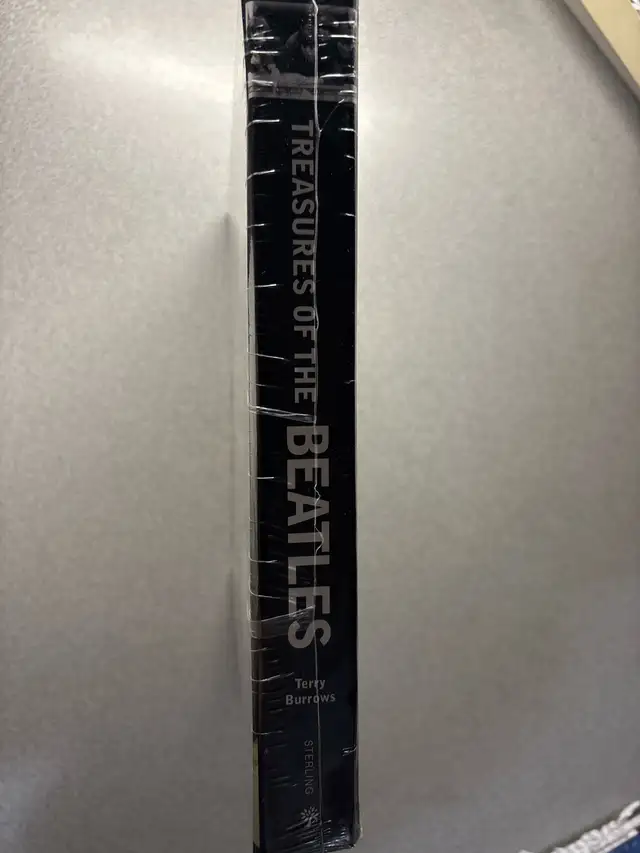 TREASURES OF THE BEATLES
Terry
Burrows
STERLING